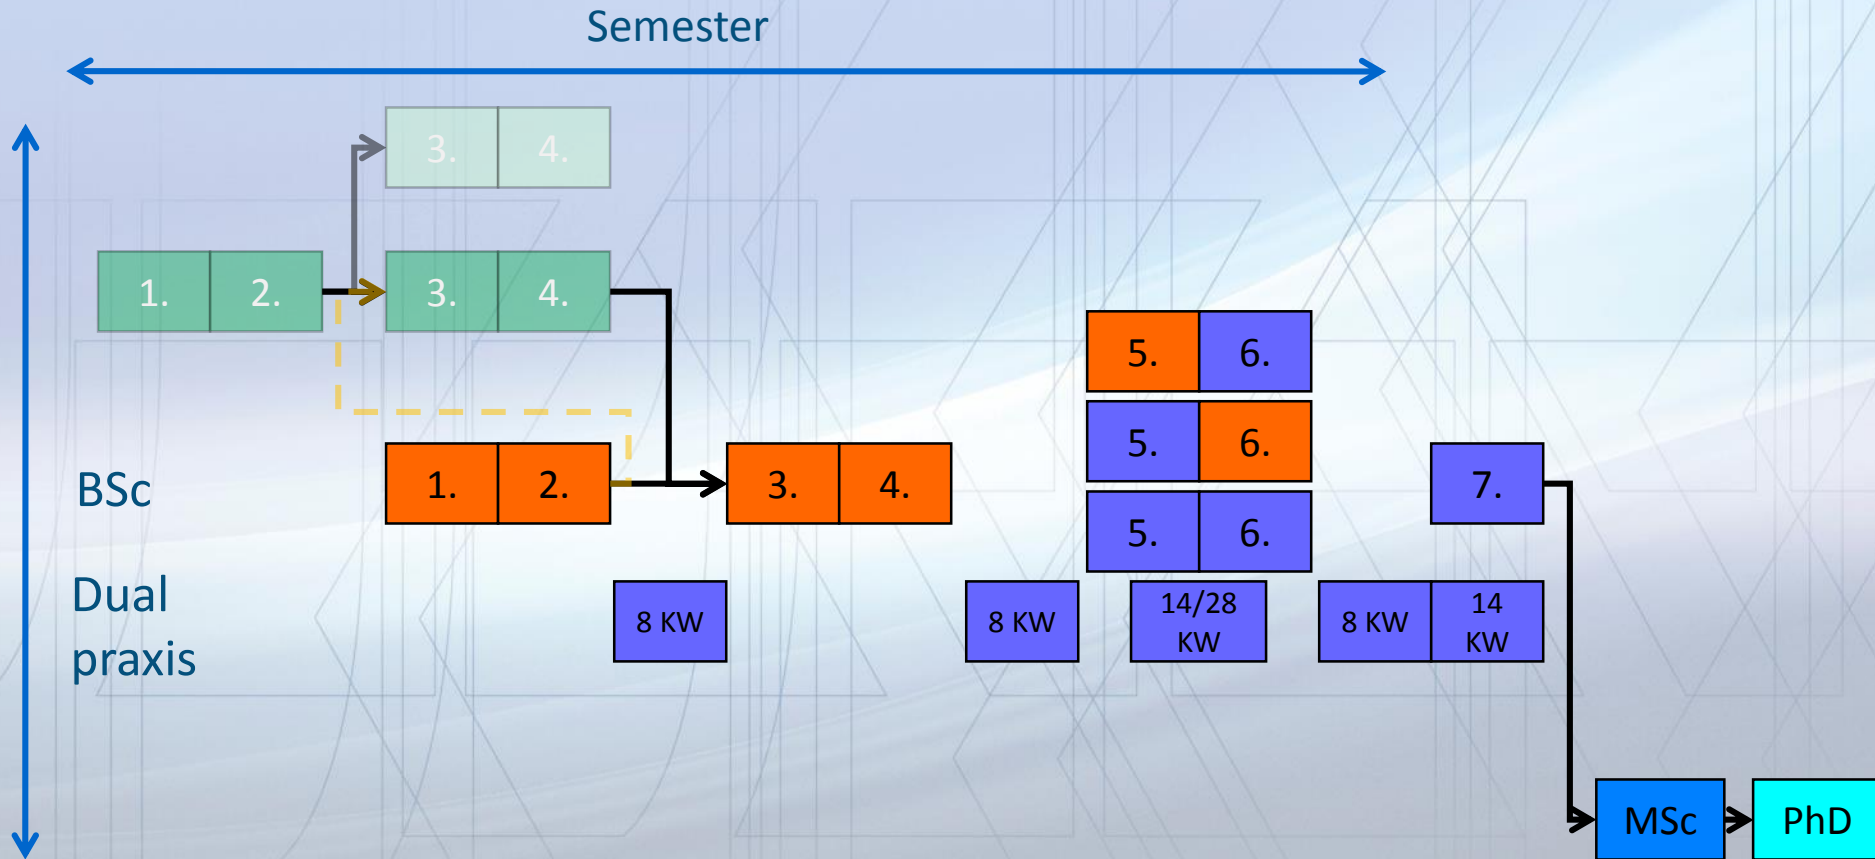 Semester
3. 4.
1. 2. 3. 4.
5. 6.
5. 6.
BSc 1. 2. 3. 4. 7.
5. 6.
Dual
praxis
8 KW
8 KW
14/28
KW
8 KW
14
KW
MSc PhD